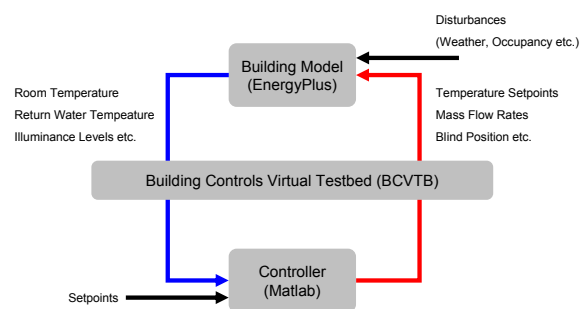 Disturbances
(Weather, Occupancy etc.)
Building Model
(EnergyPlus)
Room Temperature
Return Water Tempeature
Illuminance Levels etc.
Temperature Setpoints
Mass Flow Rates
Blind Position etc.
Building Controls Virtual Testbed (BCVTB)
Controller
(Matlab)
Setpoints